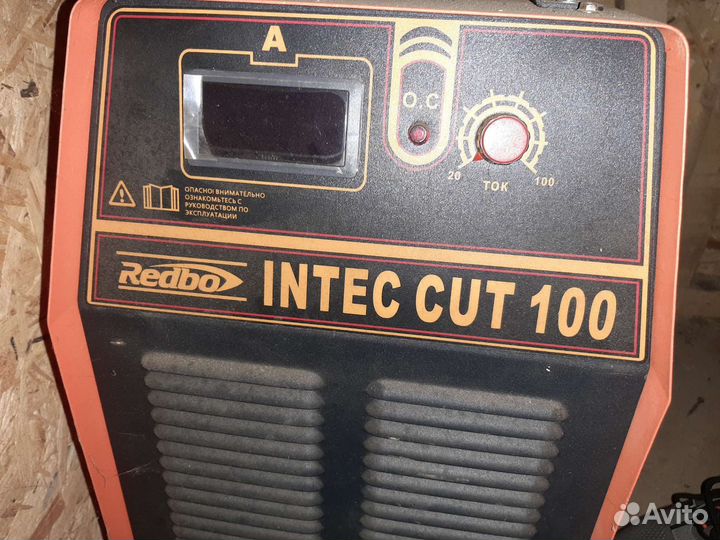 A
O.C
20
ТОК
100
ОПАСНО! ВНИМАТЕЛЬНО
ОЗНАКОМЬТЕСЬ С
РУКОВОДСТВОМ ПО
ЭКСПЛУАТАЦИИ
Redbo
INTEC CUT 100
Avito